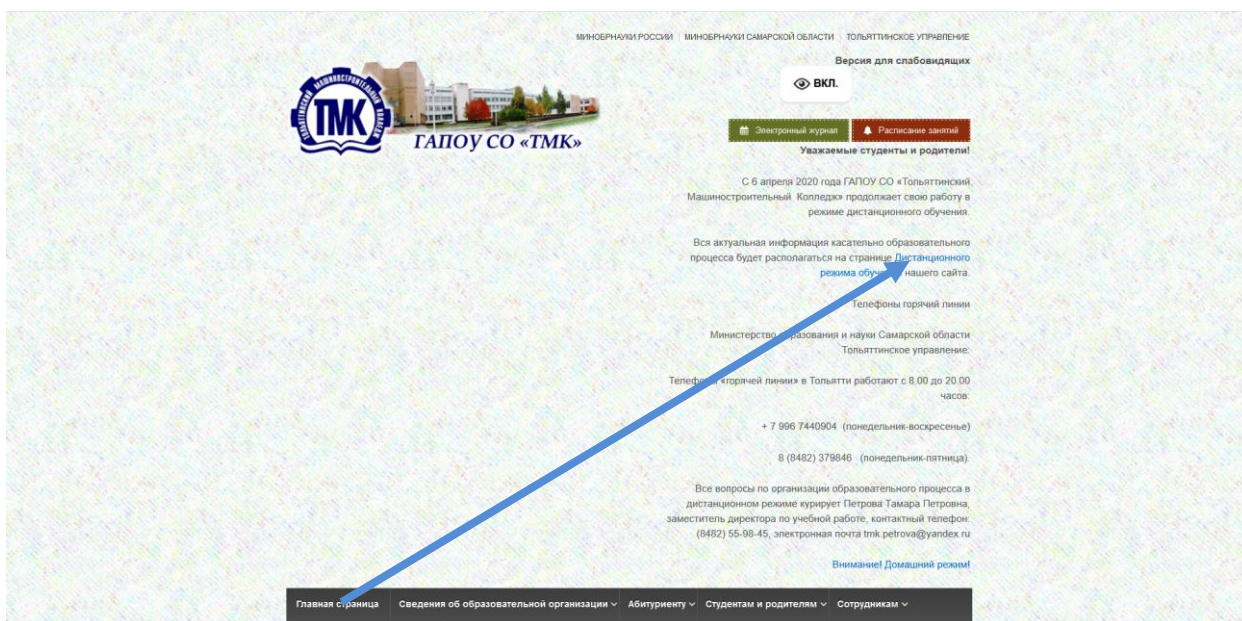 МИНОБРНАУКИ РОССИИ | МИНОБРНАУКИ САМАРСКОЙ ОБЛАСТИ | ТОЛЬЯТТИНСКОЕ УПРАВЛЕНИЕ
Версия для слабовидящих
ВКЛ.
ТОЛЬЯТТИНСКИЙ МАШИНОСТРОИТЕЛЬНЫЙ КОЛЛЕДЖ
ТМК
ГАПОУ СО «ТМК»
Электронный журнал
Расписание занятий
Уважаемые студенты и родители!
С 6 апреля 2020 года ГАПОУ СО «Тольяттинский
Машиностроительный Колледж» продолжает свою работу в
режиме дистанционного обучения.
Вся актуальная информация касательно образовательного
процесса будет располагаться на странице Дистанционного
режима нашего сайта.
Телефоны горячий линии
Министерство образования и науки Самарской области
Тольяттинское управление:
Телефоны «горячей линии» в Тольятти работают с 8.00 до 20.00
часов:
+ 7 996 7440904 (понедельник-воскресенье)
8 (8482) 379846 (понедельник-пятница).
Все вопросы по организации образовательного процесса в
дистанционном режиме курирует Петрова Тамара Петровна,
заместитель директора по учебной работе, контактный телефон:
(8482) 55-98-45, электронная почта tmk.petrova@yandex.ru
Внимание! Домашний режим!
Главная страница
Сведения об образовательной организации
Абитуриенту
Студентам и родителям
Сотрудникам